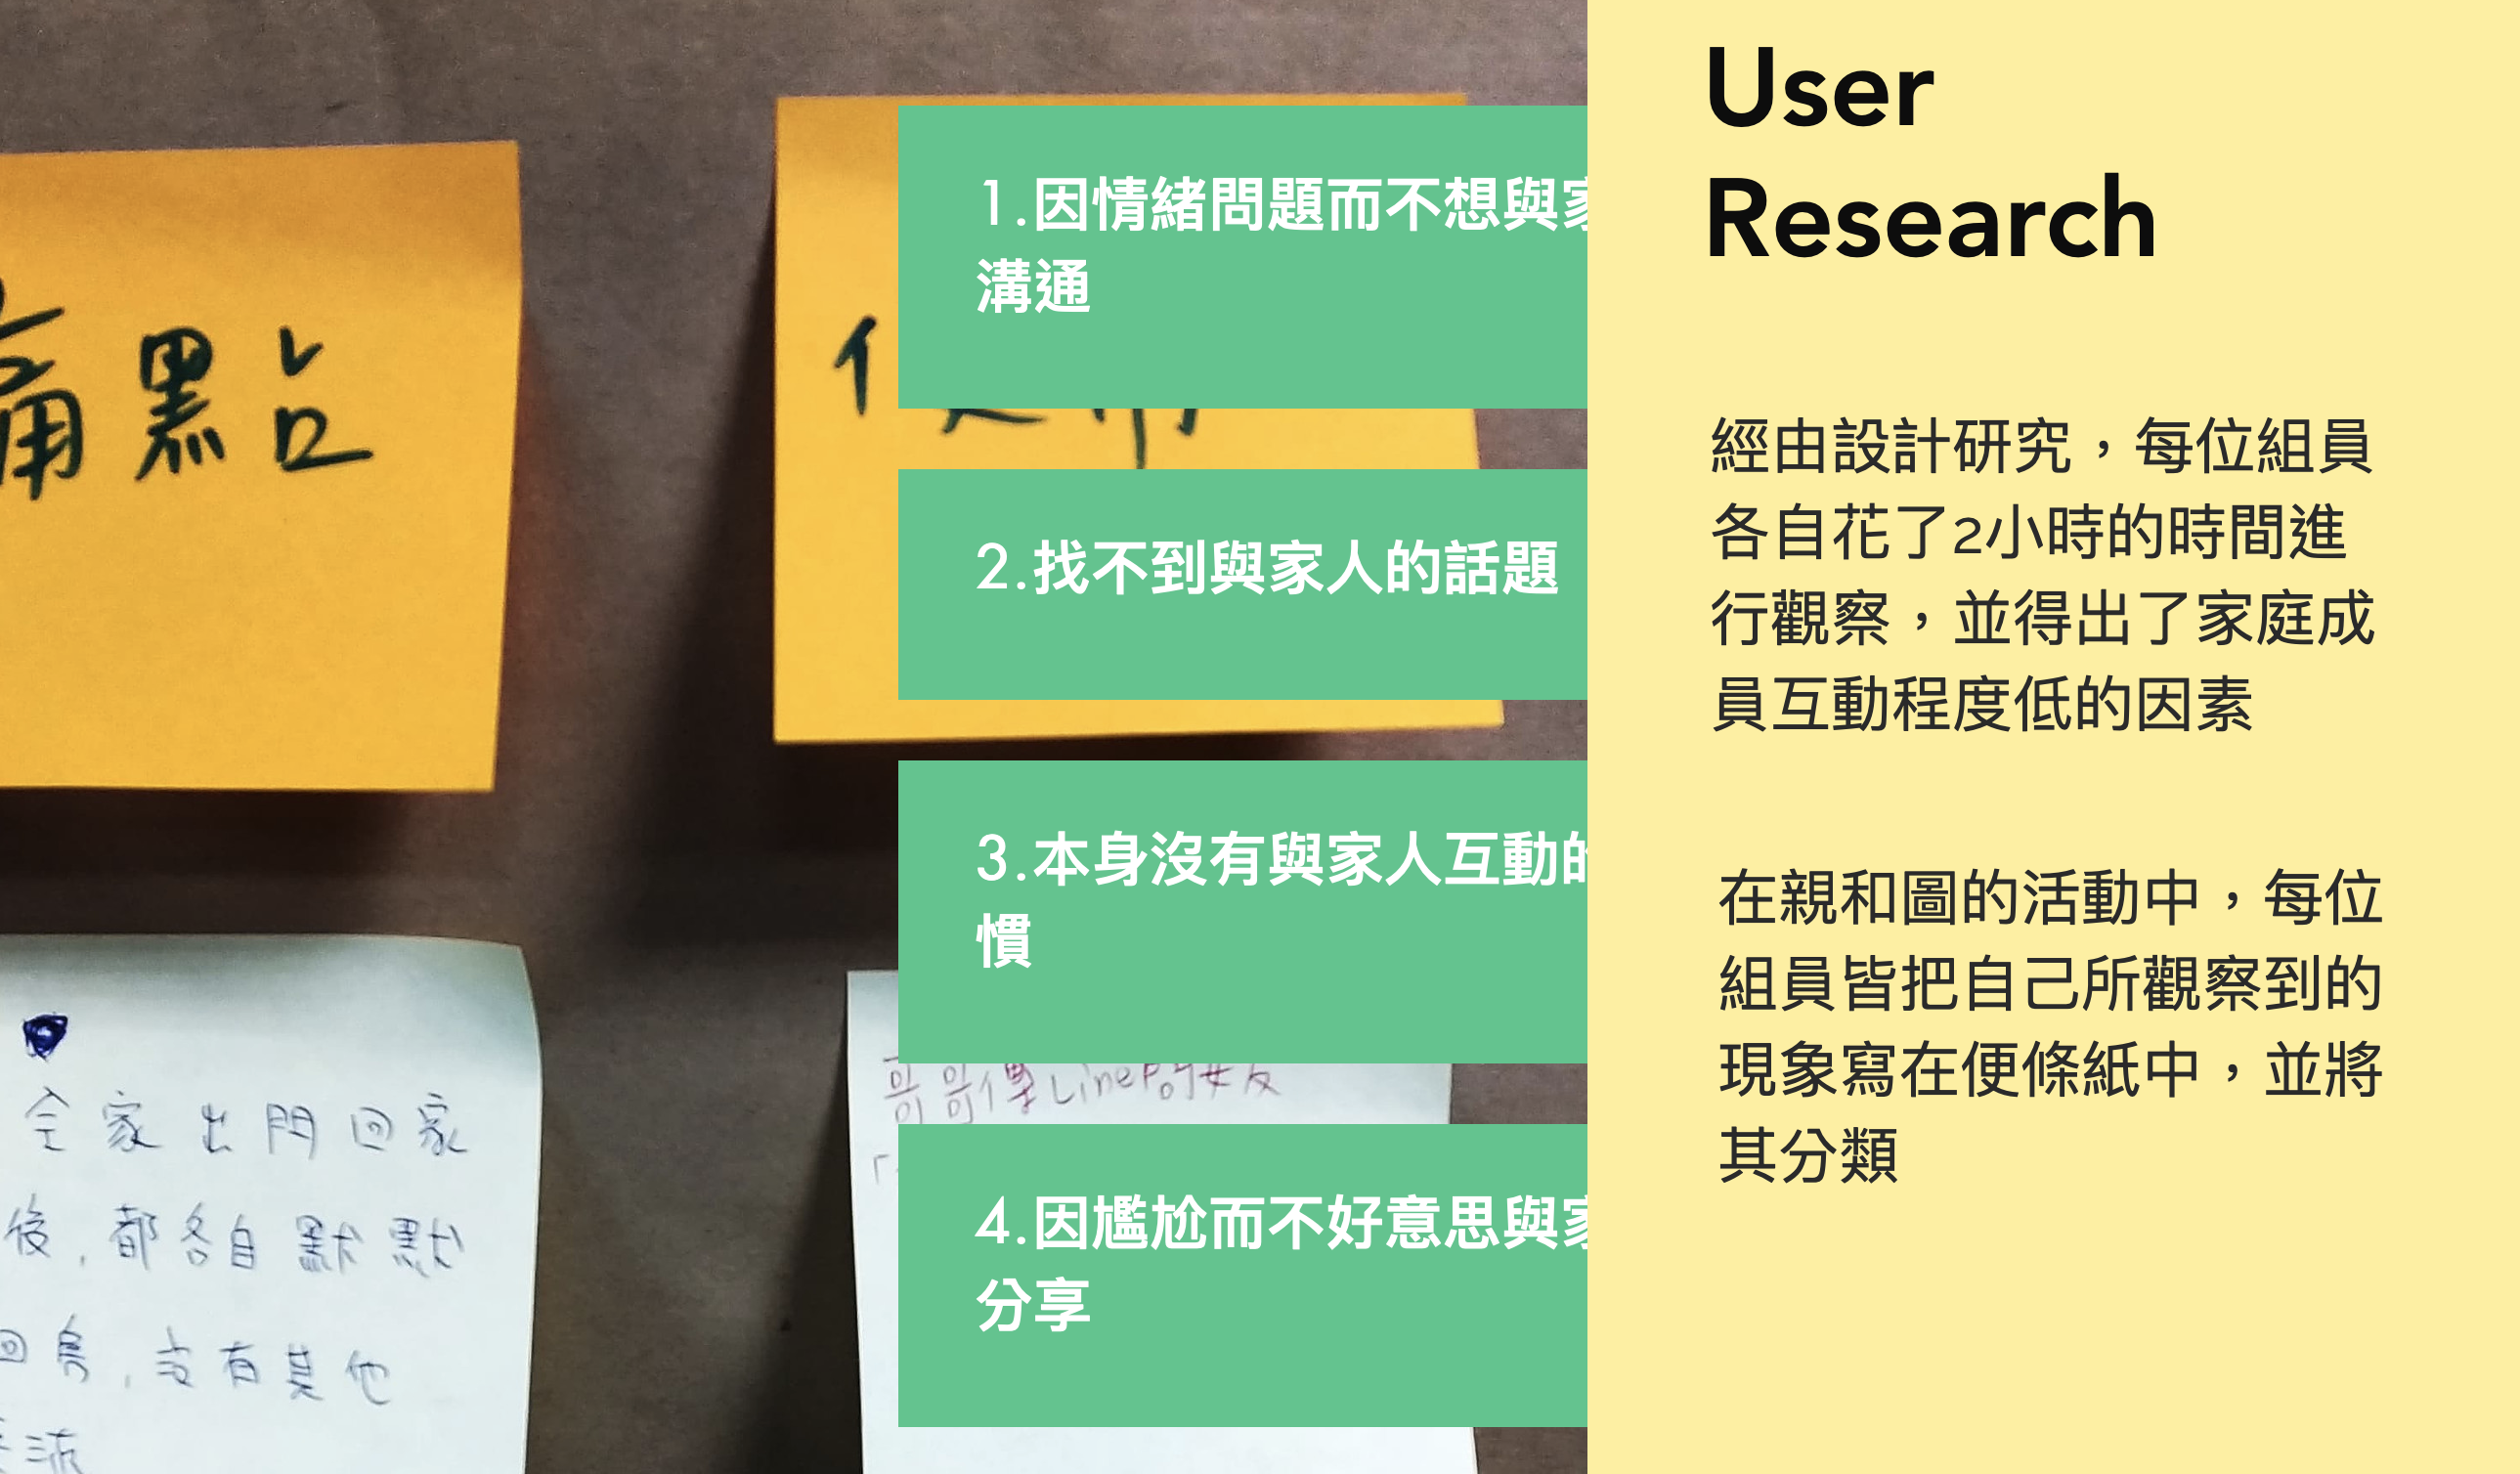 痛點
1.因情緒問題而不想與家
溝通
2.找不到與家人的話題
3.本身沒有與家人互動的
慣
4.因尷尬而不好意思與家
分享
全家出門回家
後,都各自默默
回房,沒有其他
哥哥傳Line問女友
User
Research
經由設計研究，每位組員
各自花了2小時的時間進
行觀察，並得出了家庭成
員互動程度低的因素
在親和圖的活動中，每位
組員皆把自己所觀察到的
現象寫在便條紙中，並將
其分類